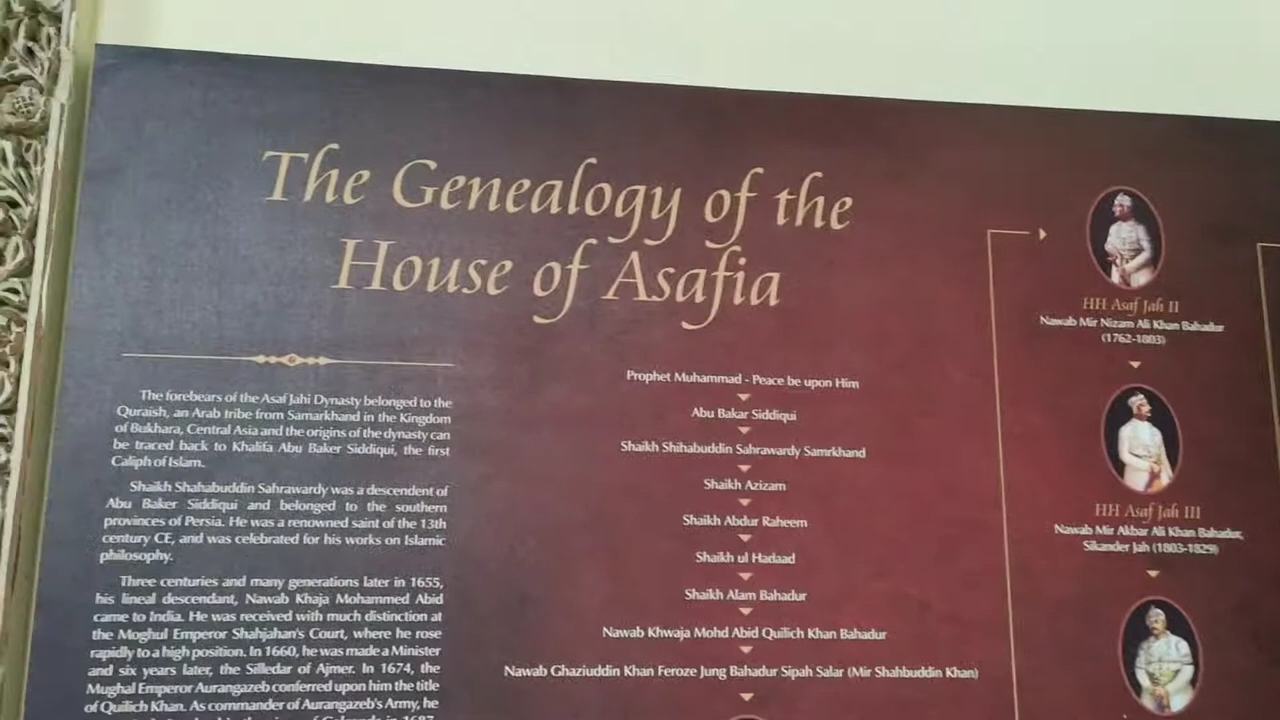 The Genealogy of the
House of Asafia
The forebears of the Asaf Jahi Dynasty belonged to the
Quraish, an Arab tribe from Samarkhand in the Kingdom
of Bukhara, Central Asia and the origins of the dynasty can
be traced back to Khalifa Abu Baker Siddiqui, the first
Caliph of Islam.
Shaikh Shahabuddin Sahrawardy was a descendent of
Abu Baker Siddiqui and belonged to the southern
provinces of Persia. He was a renowned saint of the 13th
century CE, and was celebrated for his works on Islamic
philosophy.
Three centuries and many generations later in 1655,
his lineal descendant, Nawab Khaja Mohammed Abid
came to India. He was received with much distinction at
the Moghul Emperor Shahjahan's Court, where he rose
rapidly to a high position. In 1660, he was made a Minister
and six years later, the Silledar of Ajmer. In 1674, the
Mughal Emperor Aurangazeb conferred upon him the title
of Quilich Khan. As commander of Aurangazeb's Army, he
Prophet Muhammad - Peace be upon Him
Abu Bakar Siddiqui
Shaikh Shihabuddin Sahrawardy Samrkhand
Shaikh Azizam
Shaikh Abdur Raheem
Shaikh ul Hadaad
Shaikh Alam Bahadur
Nawab Khwaja Mohd Abid Quilich Khan Bahadur
Nawab Ghaziuddin Khan Feroze Jung Bahadur Sipah Salar (Mir Shahbuddin Khan)
HH Asaf Jah II
Nawab Mir Nizam Ali Khan Bahadur
(1762-1803)
HH Asaf Jah III
Nawab Mir Akbar Ali Khan Bahadur,
Sikander Jah (1803-1829)